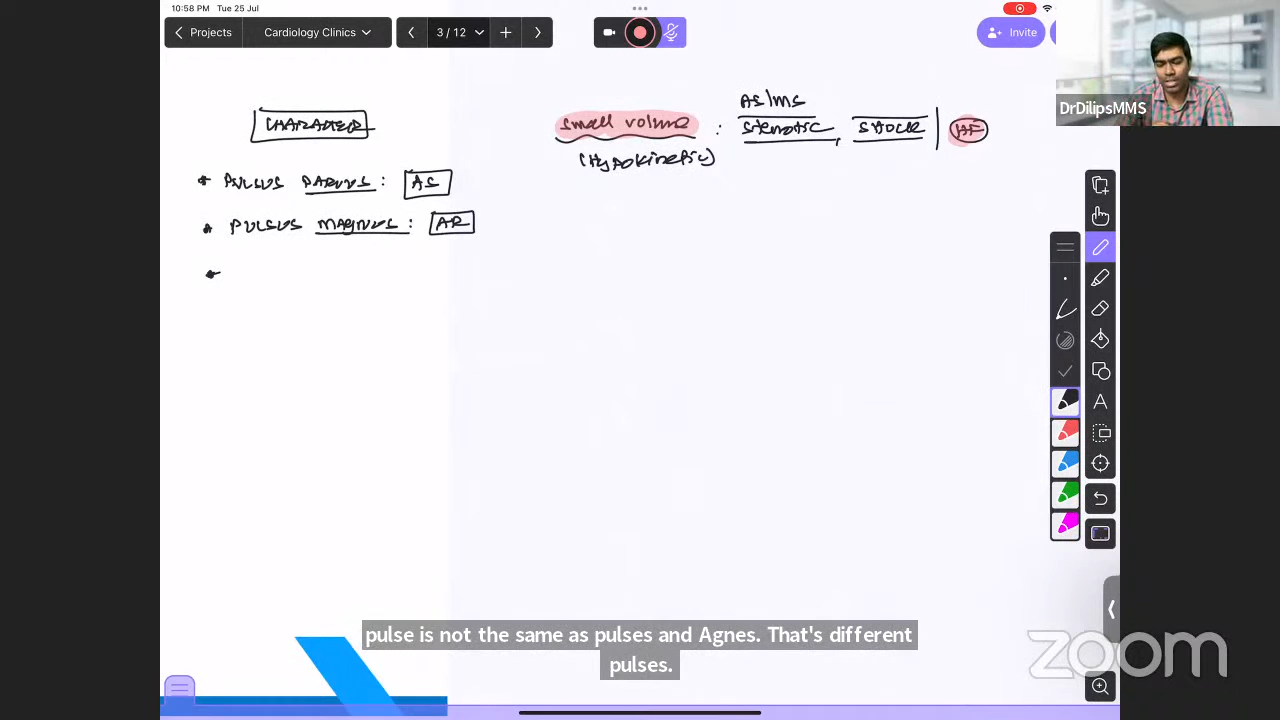 10:58 PM Tue 25 Jul
Projects
Cardiology Clinics
3 / 12
Invite
DrDilipsMMS
CHARACTER
small volume : Stenotic, SHOCK | HF
AS/MS
(Hypokinetic)
* PULSUS PARVUS : AS
* PULSUS MAGNUS : AR
*
A
pulse is not the same as pulses and Agnes. That's different
pulses.
zoom